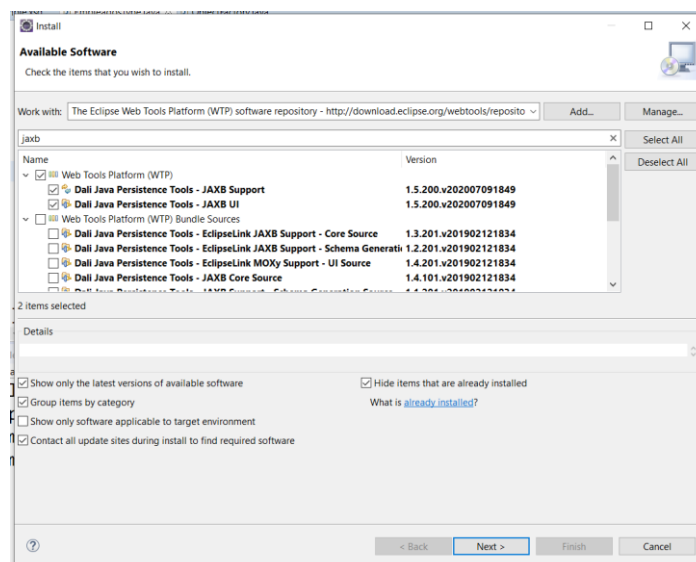 Install
Available Software
Check the items that you wish to install.
Work with: The Eclipse Web Tools Platform (WTP) software repository - http://download.eclipse.org/webtools/reposito Add... Manage...
jaxb Select All
Name Version Deselect All
Web Tools Platform (WTP)
Dali Java Persistence Tools - JAXB Support 1.5.200.v202007091849
Dali Java Persistence Tools - JAXB UI 1.5.200.v202007091849
Web Tools Platform (WTP) Bundle Sources
Dali Java Persistence Tools - EclipseLink JAXB Support - Core Source 1.3.201.v201902121834
Dali Java Persistence Tools - EclipseLink JAXB Support - Schema Generati 1.2.201.v201902121834
Dali Java Persistence Tools - EclipseLink MOXy Support - UI Source 1.4.201.v201902121834
Dali Java Persistence Tools - JAXB Core Source 1.4.101.v201902121834
2 items selected
Details
Show only the latest versions of available software Hide items that are already installed
Group items by category What is already installed?
Show only software applicable to target environment
Contact all update sites during install to find required software
< Back Next > Finish Cancel